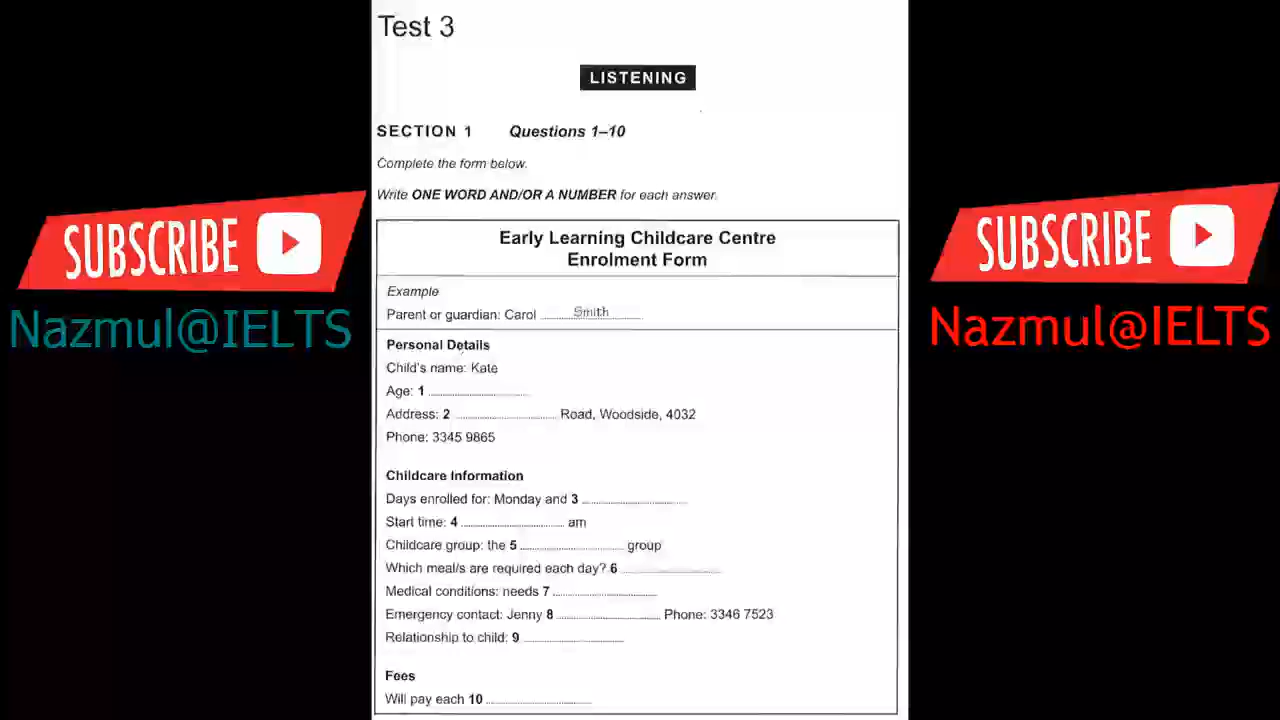 Test 3
LISTENING
SECTION 1 Questions 1–10
Complete the form below.
Write ONE WORD AND/OR A NUMBER for each answer.
Early Learning Childcare Centre
Enrolment Form
Example
Parent or guardian: Carol ........Smith........
Personal Details
Child's name: Kate
Age: 1 ........................
Address: 2 ........................ Road, Woodside, 4032
Phone: 3345 9865
Childcare Information
Days enrolled for: Monday and 3 ........................
Start time: 4 ........................ am
Childcare group: the 5 ........................ group
Which meal/s are required each day? 6 ........................
Medical conditions: needs 7 ........................
Emergency contact: Jenny 8 ........................ Phone: 3346 7523
Relationship to child: 9 ........................
Fees
Will pay each 10 ........................
SUBSCRIBE
Nazmul@IELTS
SUBSCRIBE
Nazmul@IELTS